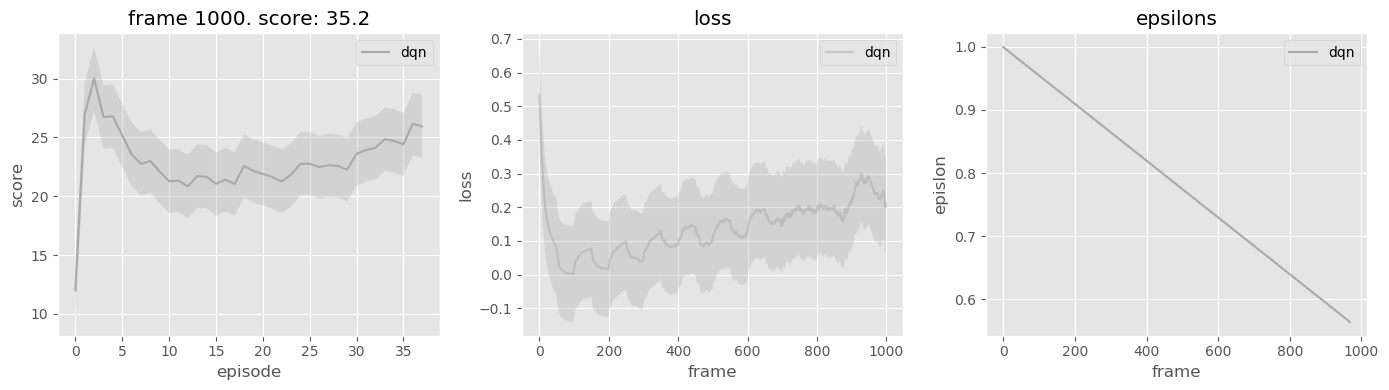 frame 1000. score: 35.2
dqn
score
30
25
20
15
10
0 5 10 15 20 25 30 35
episode
loss
dqn
loss
0.7
0.6
0.5
0.4
0.3
0.2
0.1
0.0
−0.1
0 200 400 600 800 1000
frame
epsilons
dqn
epislon
1.0
0.9
0.8
0.7
0.6
0 200 400 600 800 1000
frame